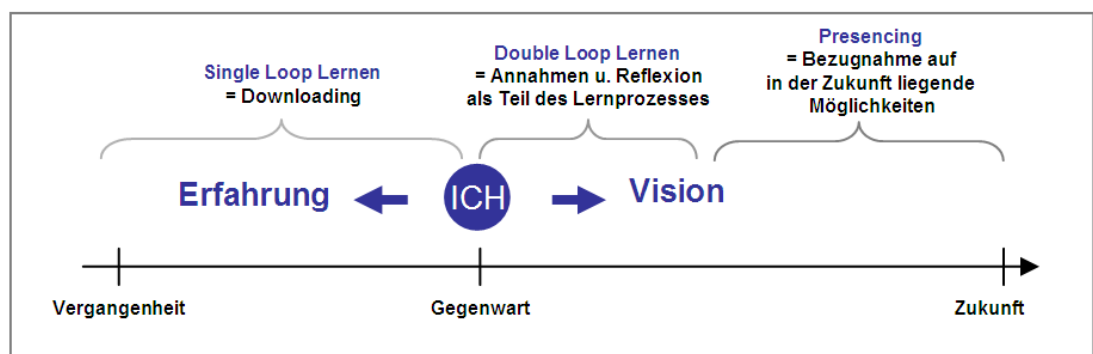 Single Loop Lernen
= Downloading
Double Loop Lernen
= Annahmen u. Reflexion
als Teil des Lernprozesses
Presencing
= Bezugnahme auf
in der Zukunft liegende
Möglichkeiten
Erfahrung
ICH
Vision
Vergangenheit
Gegenwart
Zukunft